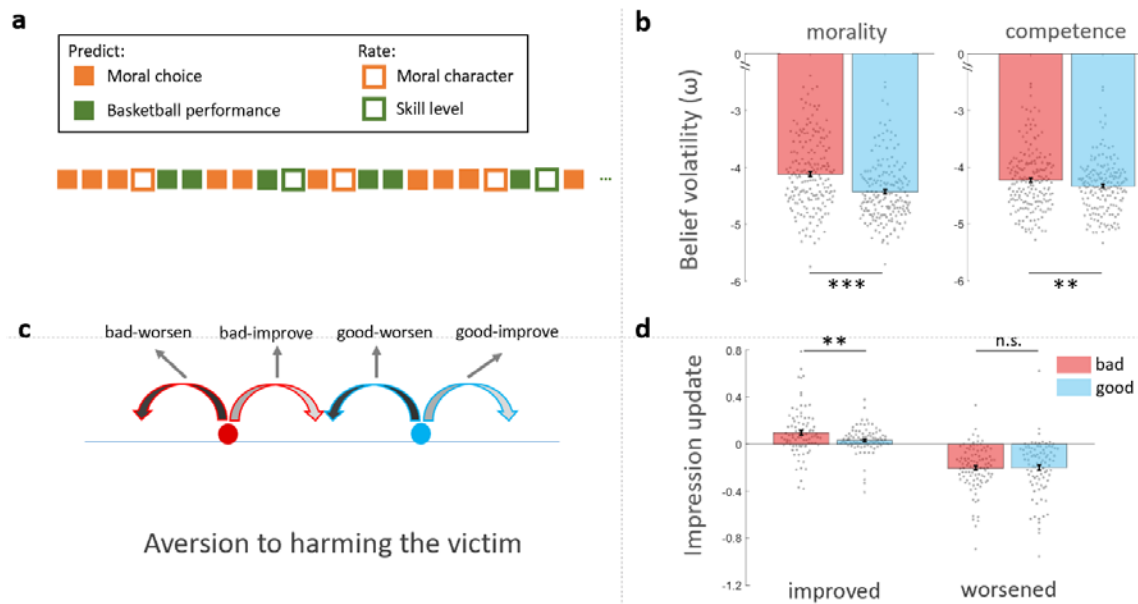 a
Predict:
Rate:
Moral choice
Moral character
Basketball performance
Skill level
...
b
morality
competence
Belief volatility (ω)
0
-3
-4
-5
-6
***
0
-3
-4
-5
-6
**
c
bad-worsen
bad-improve
good-worsen
good-improve
Aversion to harming the victim
d
Impression update
0.8
0.4
0
-0.4
-0.8
-1.2
**
n.s.
bad
good
improved
worsened